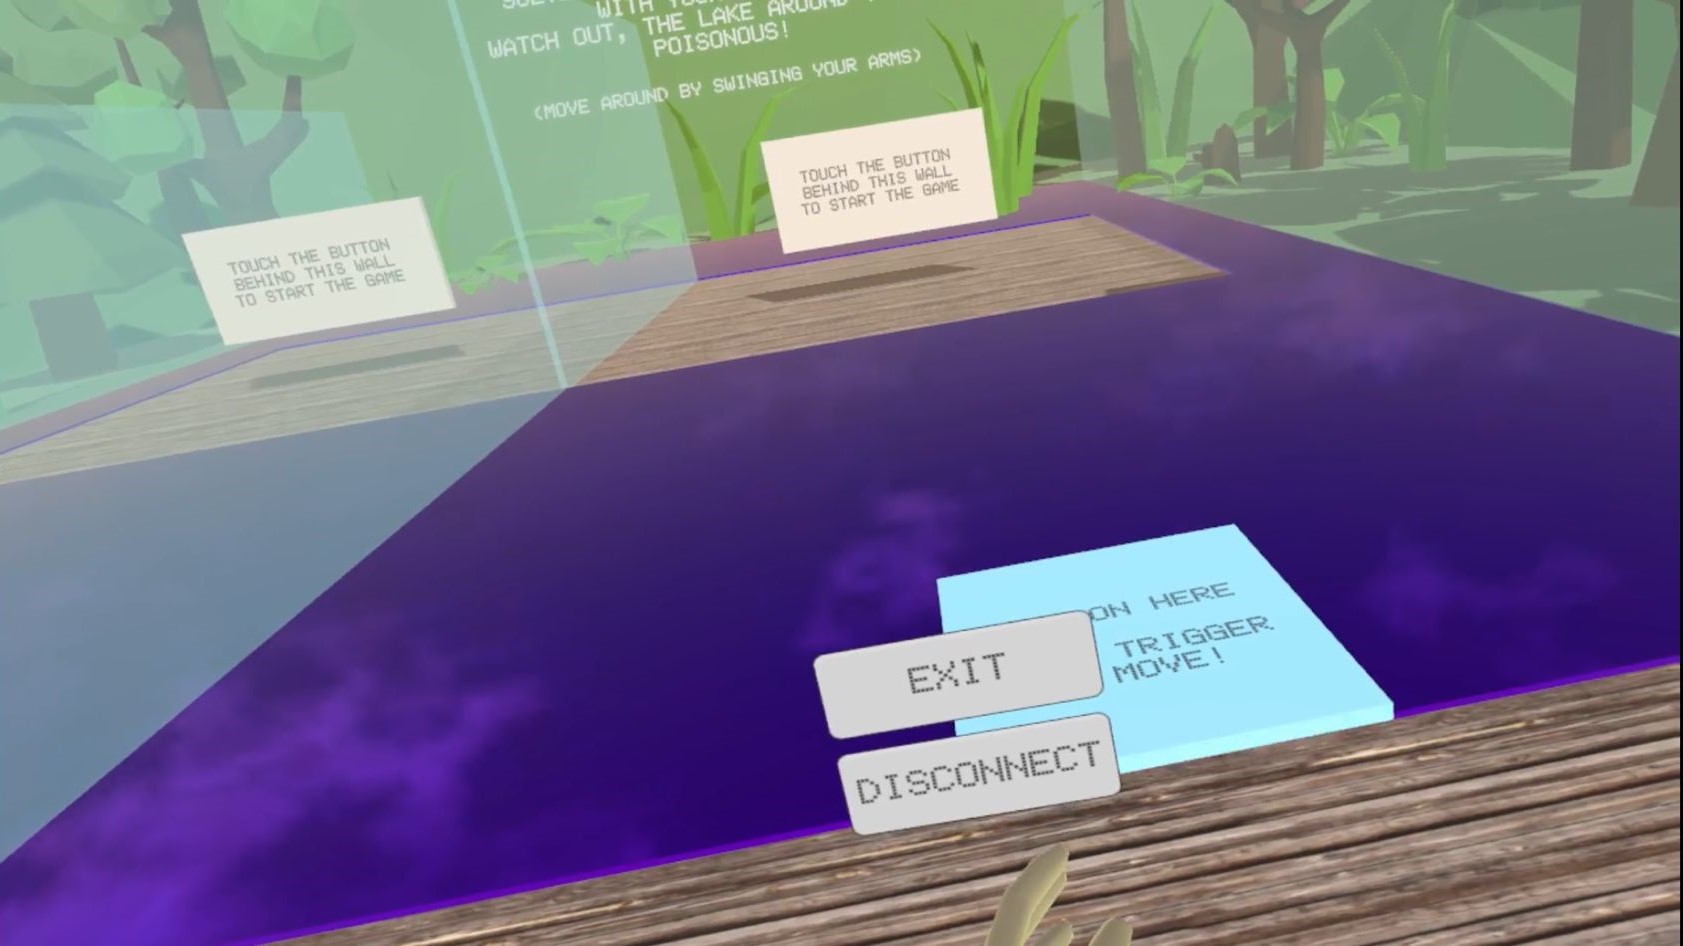 WITH
WATCH OUT, THE LAKE AROUND
POISONOUS!
(MOVE AROUND BY SWINGING YOUR ARMS)
TOUCH THE BUTTON
BEHIND THIS WALL
TO START THE GAME
TOUCH THE BUTTON
BEHIND THIS WALL
TO START THE GAME
ON HERE
TRIGGER
MOVE!
EXIT
DISCONNECT